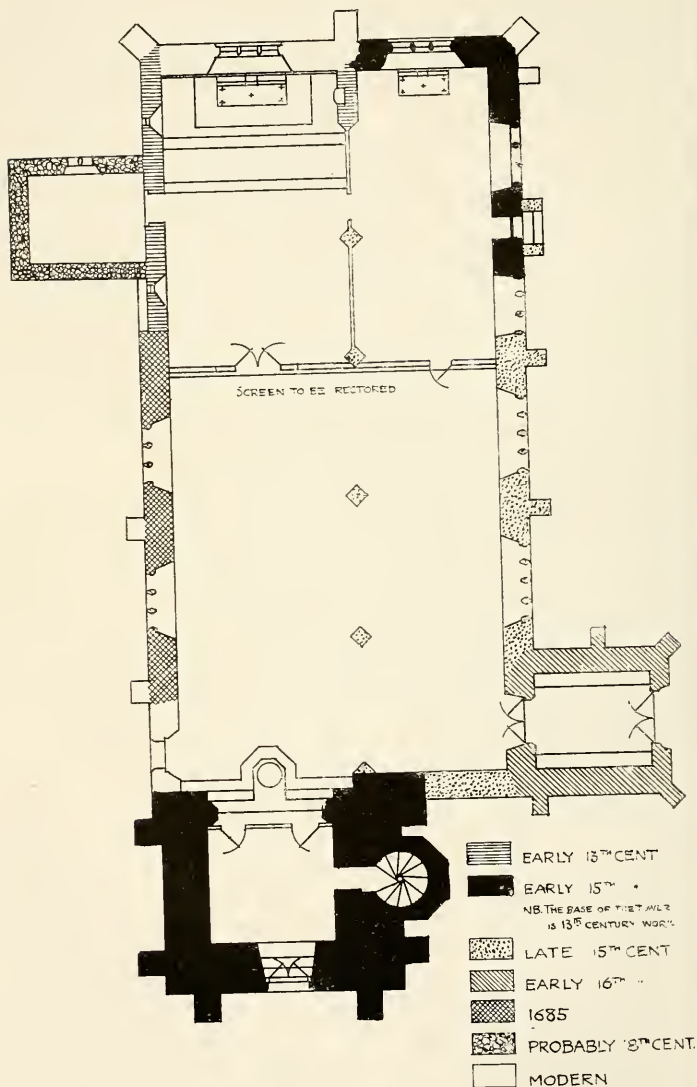 SCREEN TO BE RESTORED
EARLY 13TH CENT
EARLY 15TH "
NB. THE BASE OF THE TOWER
IS 13TH CENTURY WORK
LATE 15TH CENT
EARLY 16TH "
1685
PROBABLY 18TH CENT.
MODERN